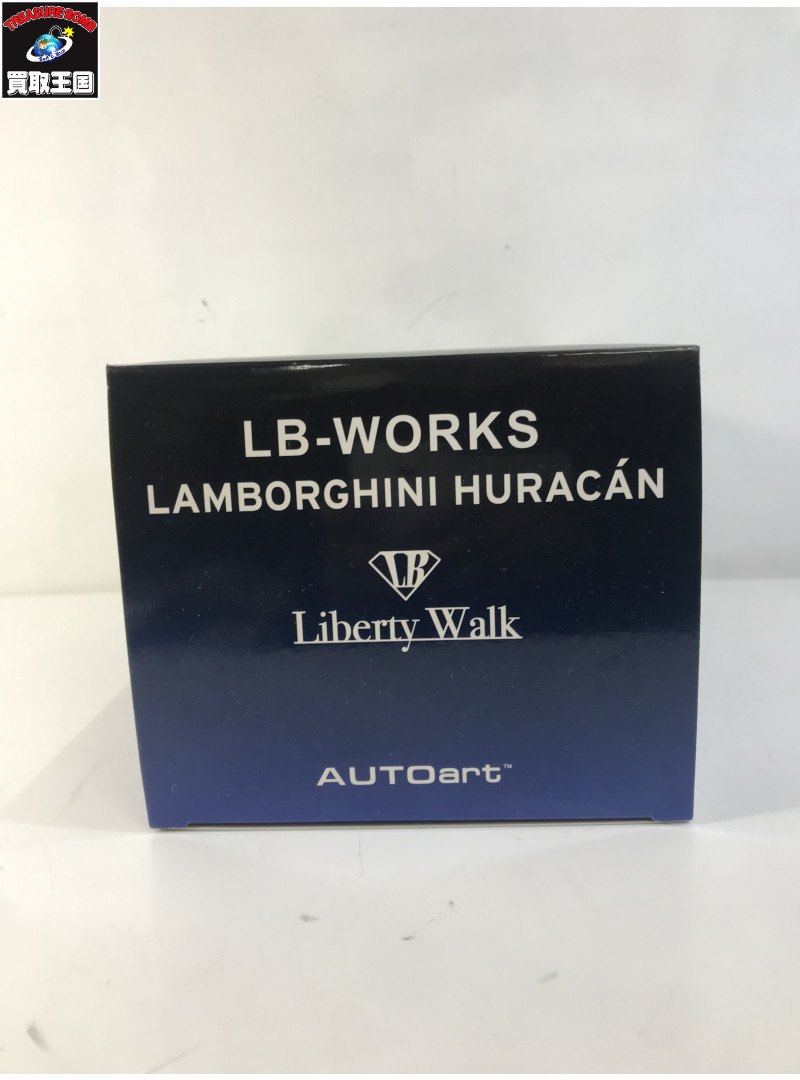 TREASURE BOMB
買取王国
LB-WORKS
LAMBORGHINI HURACÁN
LB
Liberty Walk
AUTOart™